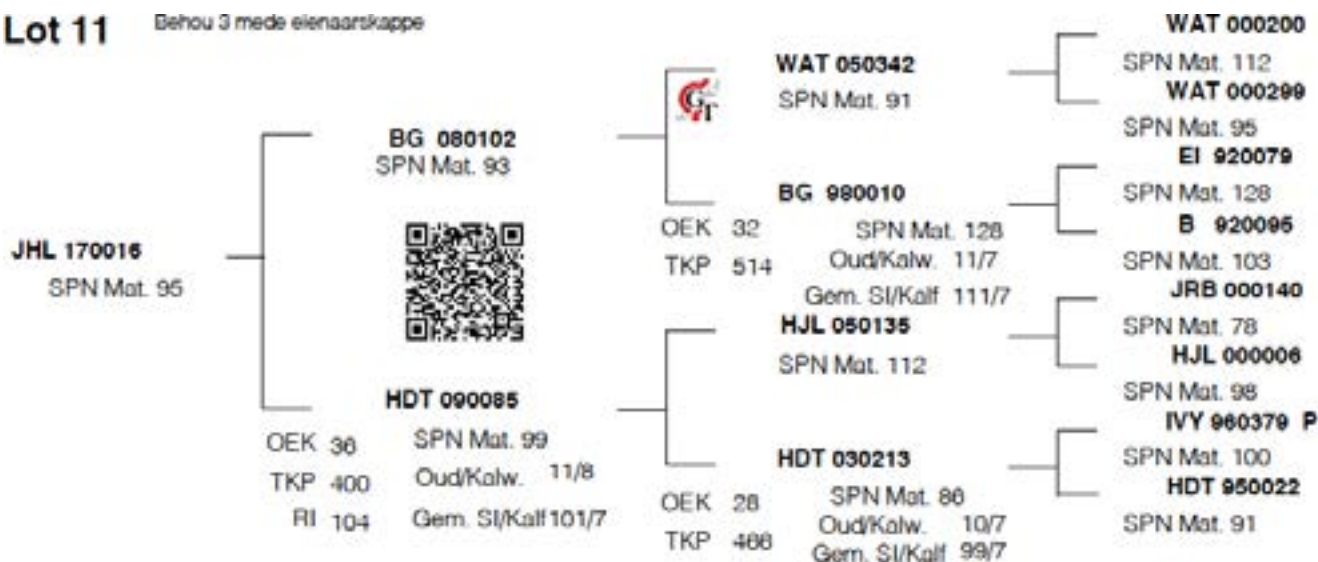 Lot 11 Behou 3 mede eienaarskappe
JHL 170016
SPN Mat. 95
BG 080102
SPN Mat. 93
HDT 090085
OEK 36 SPN Mat. 99
TKP 400 Oud/Kalw. 11/8
RI 104 Gem. SI/Kalf 101/7
WAT 050342
SPN Mat. 91
BG 980010
OEK 32 SPN Mat. 128
TKP 514 Oud/Kalw. 11/7
Gem. SI/Kalf 111/7
HJL 050135
SPN Mat. 112
HDT 030213
OEK 28 SPN Mat. 86
TKP 466 Oud/Kalw. 10/7
Gem. SI/Kalf 99/7
WAT 000200
SPN Mat. 112
WAT 000299
SPN Mat. 95
EI 920079
SPN Mat. 128
B 920095
SPN Mat. 103
JRB 000140
SPN Mat. 78
HJL 000006
SPN Mat. 98
IVY 960379 P
SPN Mat. 100
HDT 950022
SPN Mat. 91